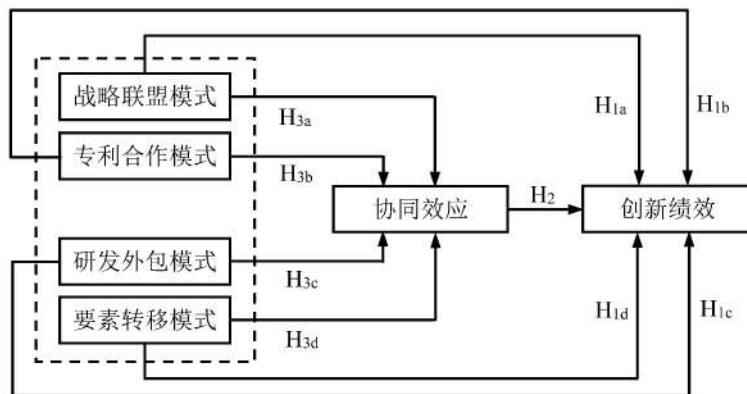 战略联盟模式
H1a
H1b
H3a
专利合作模式
H3b
协同效应
H2
创新绩效
研发外包模式
H3c
要素转移模式
H3d
H1d
H1c